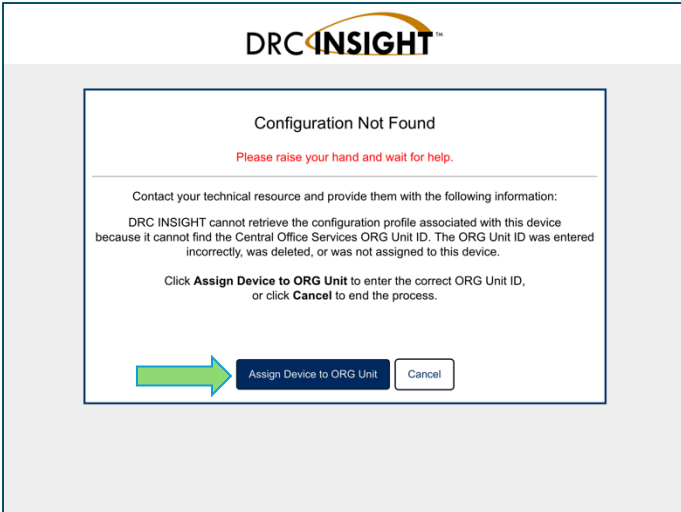 DRC INSIGHT™
Configuration Not Found
Please raise your hand and wait for help.
Contact your technical resource and provide them with the following information:
DRC INSIGHT cannot retrieve the configuration profile associated with this device
because it cannot find the Central Office Services ORG Unit ID. The ORG Unit ID was entered
incorrectly, was deleted, or was not assigned to this device.
Click Assign Device to ORG Unit to enter the correct ORG Unit ID,
or click Cancel to end the process.
Assign Device to ORG Unit Cancel